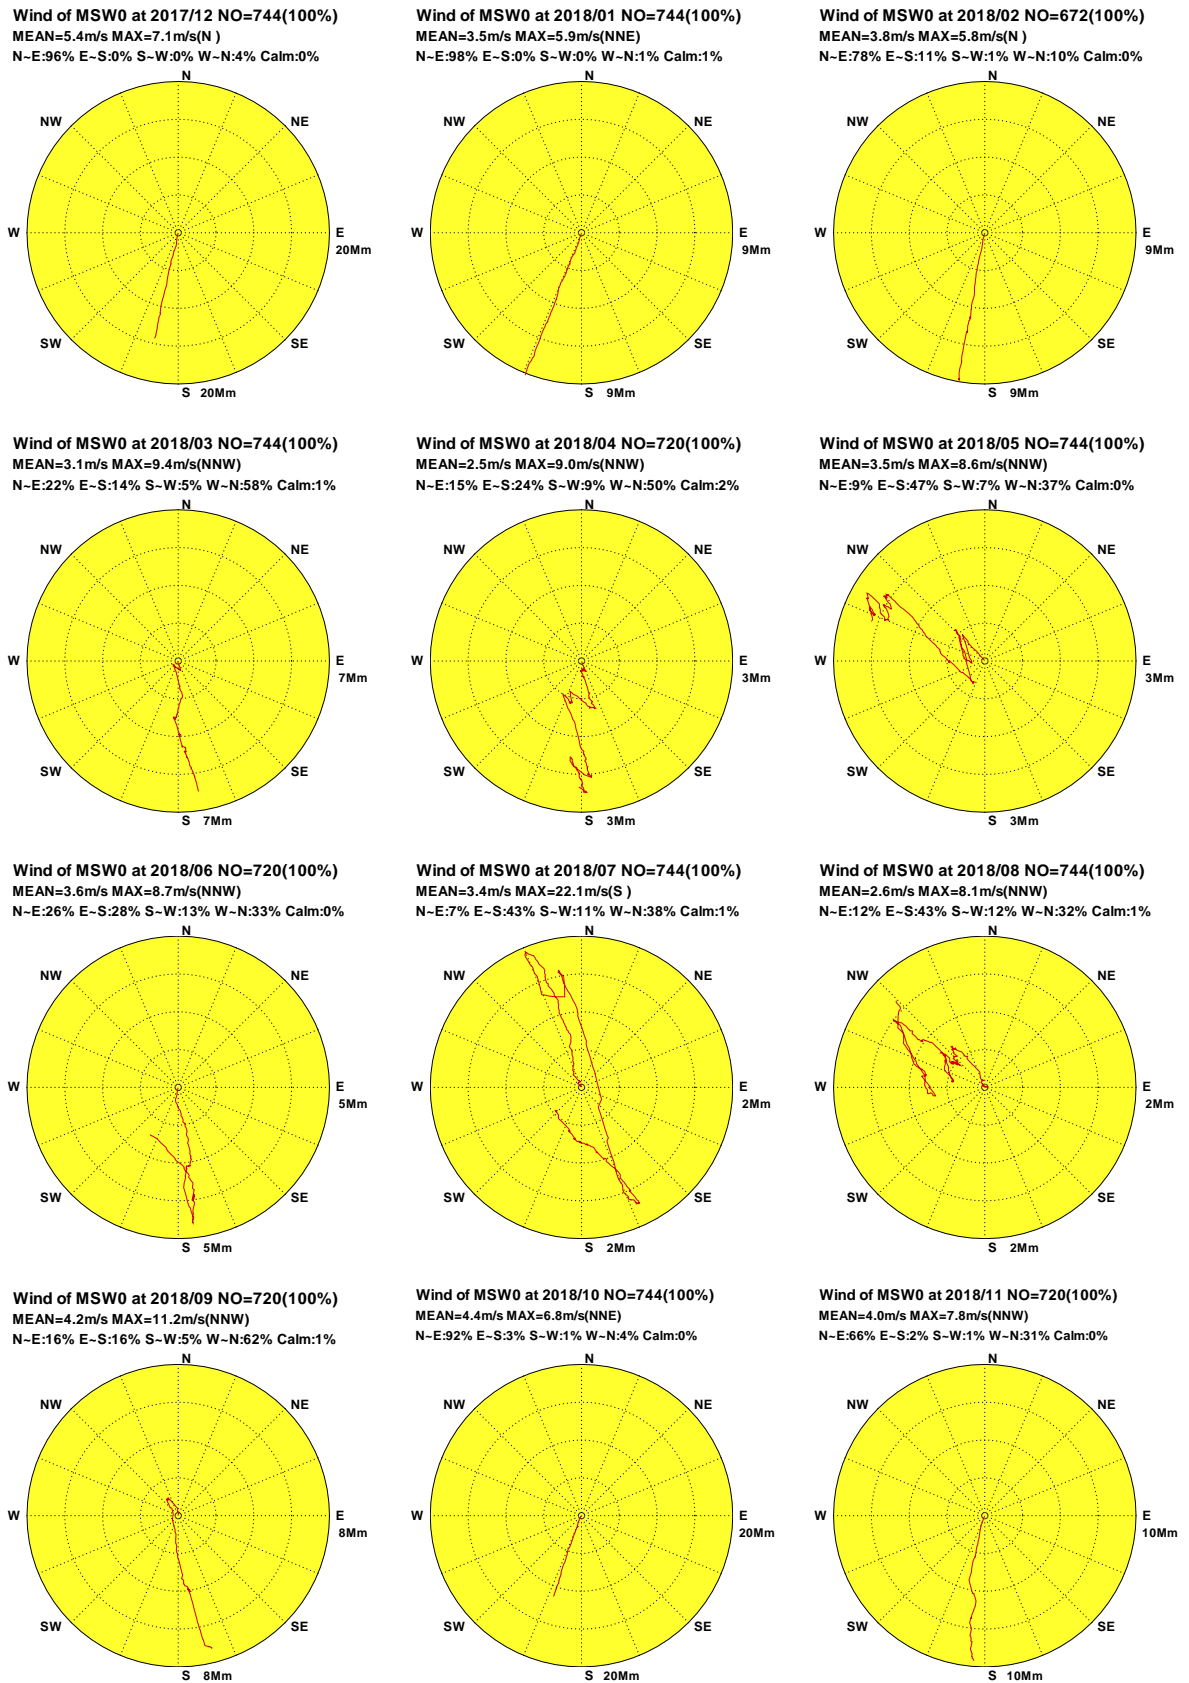 Wind of MSW0 at 2017/12 NO=744(100%)
MEAN=5.4m/s MAX=7.1m/s(N )
N~E:96% E~S:0% S~W:0% W~N:4% Calm:0%
N
NW
NE
W
E
20Mm
SW
SE
S 20Mm
Wind of MSW0 at 2018/01 NO=744(100%)
MEAN=3.5m/s MAX=5.9m/s(NNE)
N~E:98% E~S:0% S~W:0% W~N:1% Calm:1%
N
NW
NE
W
E
9Mm
SW
SE
S 9Mm
Wind of MSW0 at 2018/02 NO=672(100%)
MEAN=3.8m/s MAX=5.8m/s(N )
N~E:78% E~S:11% S~W:1% W~N:10% Calm:0%
N
NW
NE
W
E
9Mm
SW
SE
S 9Mm
Wind of MSW0 at 2018/03 NO=744(100%)
MEAN=3.1m/s MAX=9.4m/s(NNW)
N~E:22% E~S:14% S~W:5% W~N:58% Calm:1%
N
NW
NE
W
E
7Mm
SW
SE
S 7Mm
Wind of MSW0 at 2018/04 NO=720(100%)
MEAN=2.5m/s MAX=9.0m/s(NNW)
N~E:15% E~S:24% S~W:9% W~N:50% Calm:2%
N
NW
NE
W
E
3Mm
SW
SE
S 3Mm
Wind of MSW0 at 2018/05 NO=744(100%)
MEAN=3.5m/s MAX=8.6m/s(NNW)
N~E:9% E~S:47% S~W:7% W~N:37% Calm:0%
N
NW
NE
W
E
3Mm
SW
SE
S 3Mm
Wind of MSW0 at 2018/06 NO=720(100%)
MEAN=3.6m/s MAX=8.7m/s(NNW)
N~E:26% E~S:28% S~W:13% W~N:33% Calm:0%
N
NW
NE
W
E
5Mm
SW
SE
S 5Mm
Wind of MSW0 at 2018/07 NO=744(100%)
MEAN=3.4m/s MAX=22.1m/s(S )
N~E:7% E~S:43% S~W:11% W~N:38% Calm:1%
N
NW
NE
W
E
2Mm
SW
SE
S 2Mm
Wind of MSW0 at 2018/08 NO=744(100%)
MEAN=2.6m/s MAX=8.1m/s(NNW)
N~E:12% E~S:43% S~W:12% W~N:32% Calm:1%
N
NW
NE
W
E
2Mm
SW
SE
S 2Mm
Wind of MSW0 at 2018/09 NO=720(100%)
MEAN=4.2m/s MAX=11.2m/s(NNW)
N~E:16% E~S:16% S~W:5% W~N:62% Calm:1%
N
NW
NE
W
E
8Mm
SW
SE
S 8Mm
Wind of MSW0 at 2018/10 NO=744(100%)
MEAN=4.4m/s MAX=6.8m/s(NNE)
N~E:92% E~S:3% S~W:1% W~N:4% Calm:0%
N
NW
NE
W
E
20Mm
SW
SE
S 20Mm
Wind of MSW0 at 2018/11 NO=720(100%)
MEAN=4.0m/s MAX=7.8m/s(NNW)
N~E:66% E~S:2% S~W:1% W~N:31% Calm:0%
N
NW
NE
W
E
10Mm
SW
SE
S 10Mm